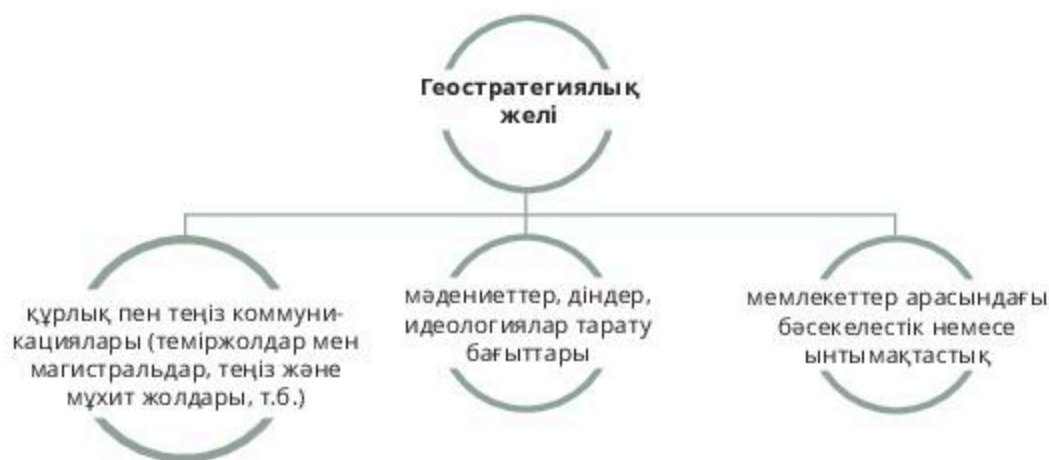 Геостратегиялық
желі
құрлық пен теңіз коммуни-
кациялары (теміржолдар мен
магистральдар, теңіз және
мұхит жолдары, т.б.)
мәдениеттер, діндер,
идеологиялар тарату
бағыттары
мемлекеттер арасындағы
бәсекелестік немесе
ынтымақтастық